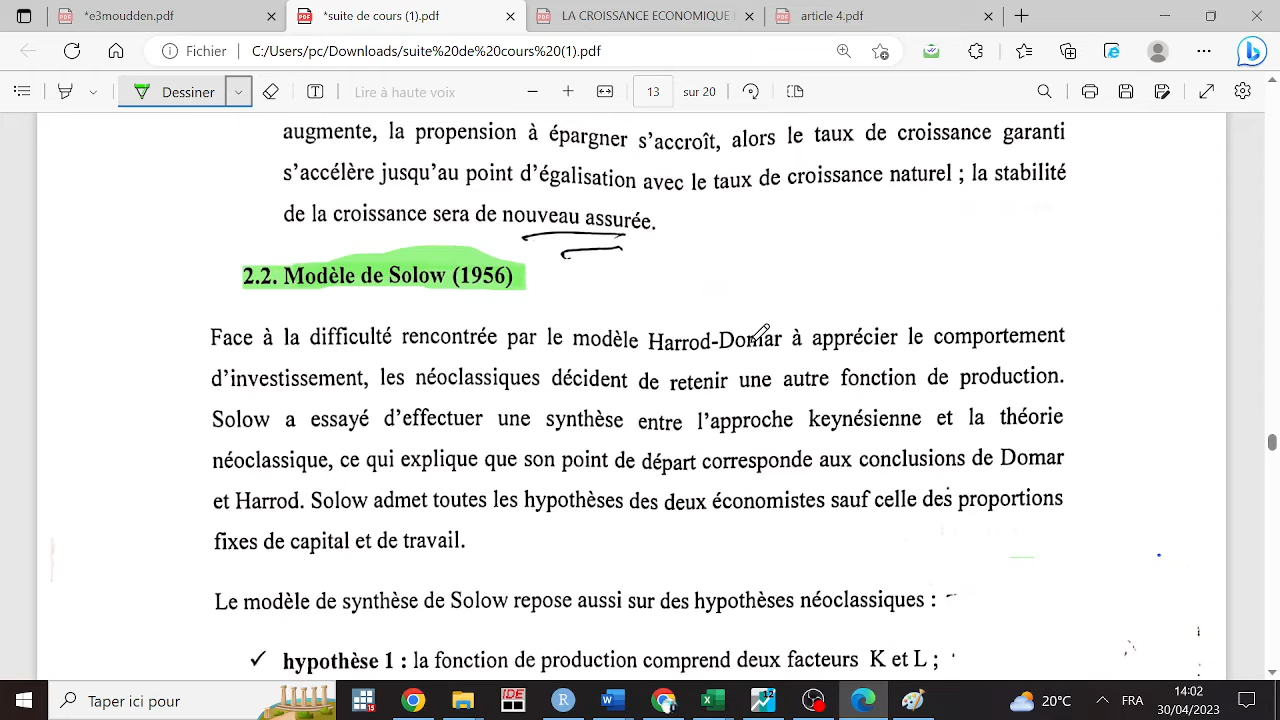 e3mudden.pdf
*suite (1).pdf
LA CROISSANCE ECONOMIQUE
article 4.pdf
Fichier
C:/Users/pc/Downloads/suite%20de%20cours%20(1).pdf
Dessiner
Lire à haute voix
13
sur 20
augmente, la propension à épargner s'accroît, alors le taux de croissance garanti
s'accélère jusqu'au point d'égalisation avec le taux de croissance naturel ; la stabilité
de la croissance sera de nouveau assurée.
2.2. Modèle de Solow (1956)
Face à la difficulté rencontrée par le modèle Harrod-Domar à apprécier le comportement
d'investissement, les néoclassiques décident de retenir une autre fonction de production.
Solow a essayé d'effectuer une synthèse entre l'approche keynésienne et la théorie
néoclassique, ce qui explique que son point de départ corresponde aux conclusions de Domar
et Harrod. Solow admet toutes les hypothèses des deux économistes sauf celle des proportions
fixes de capital et de travail.
Le modèle de synthèse de Solow repose aussi sur des hypothèses néoclassiques :
✓ hypothèse 1 : la fonction de production comprend deux facteurs K et L ;
Taper ici pour
IDE
R
12
20°C
FRA
14:02
30/04/2023